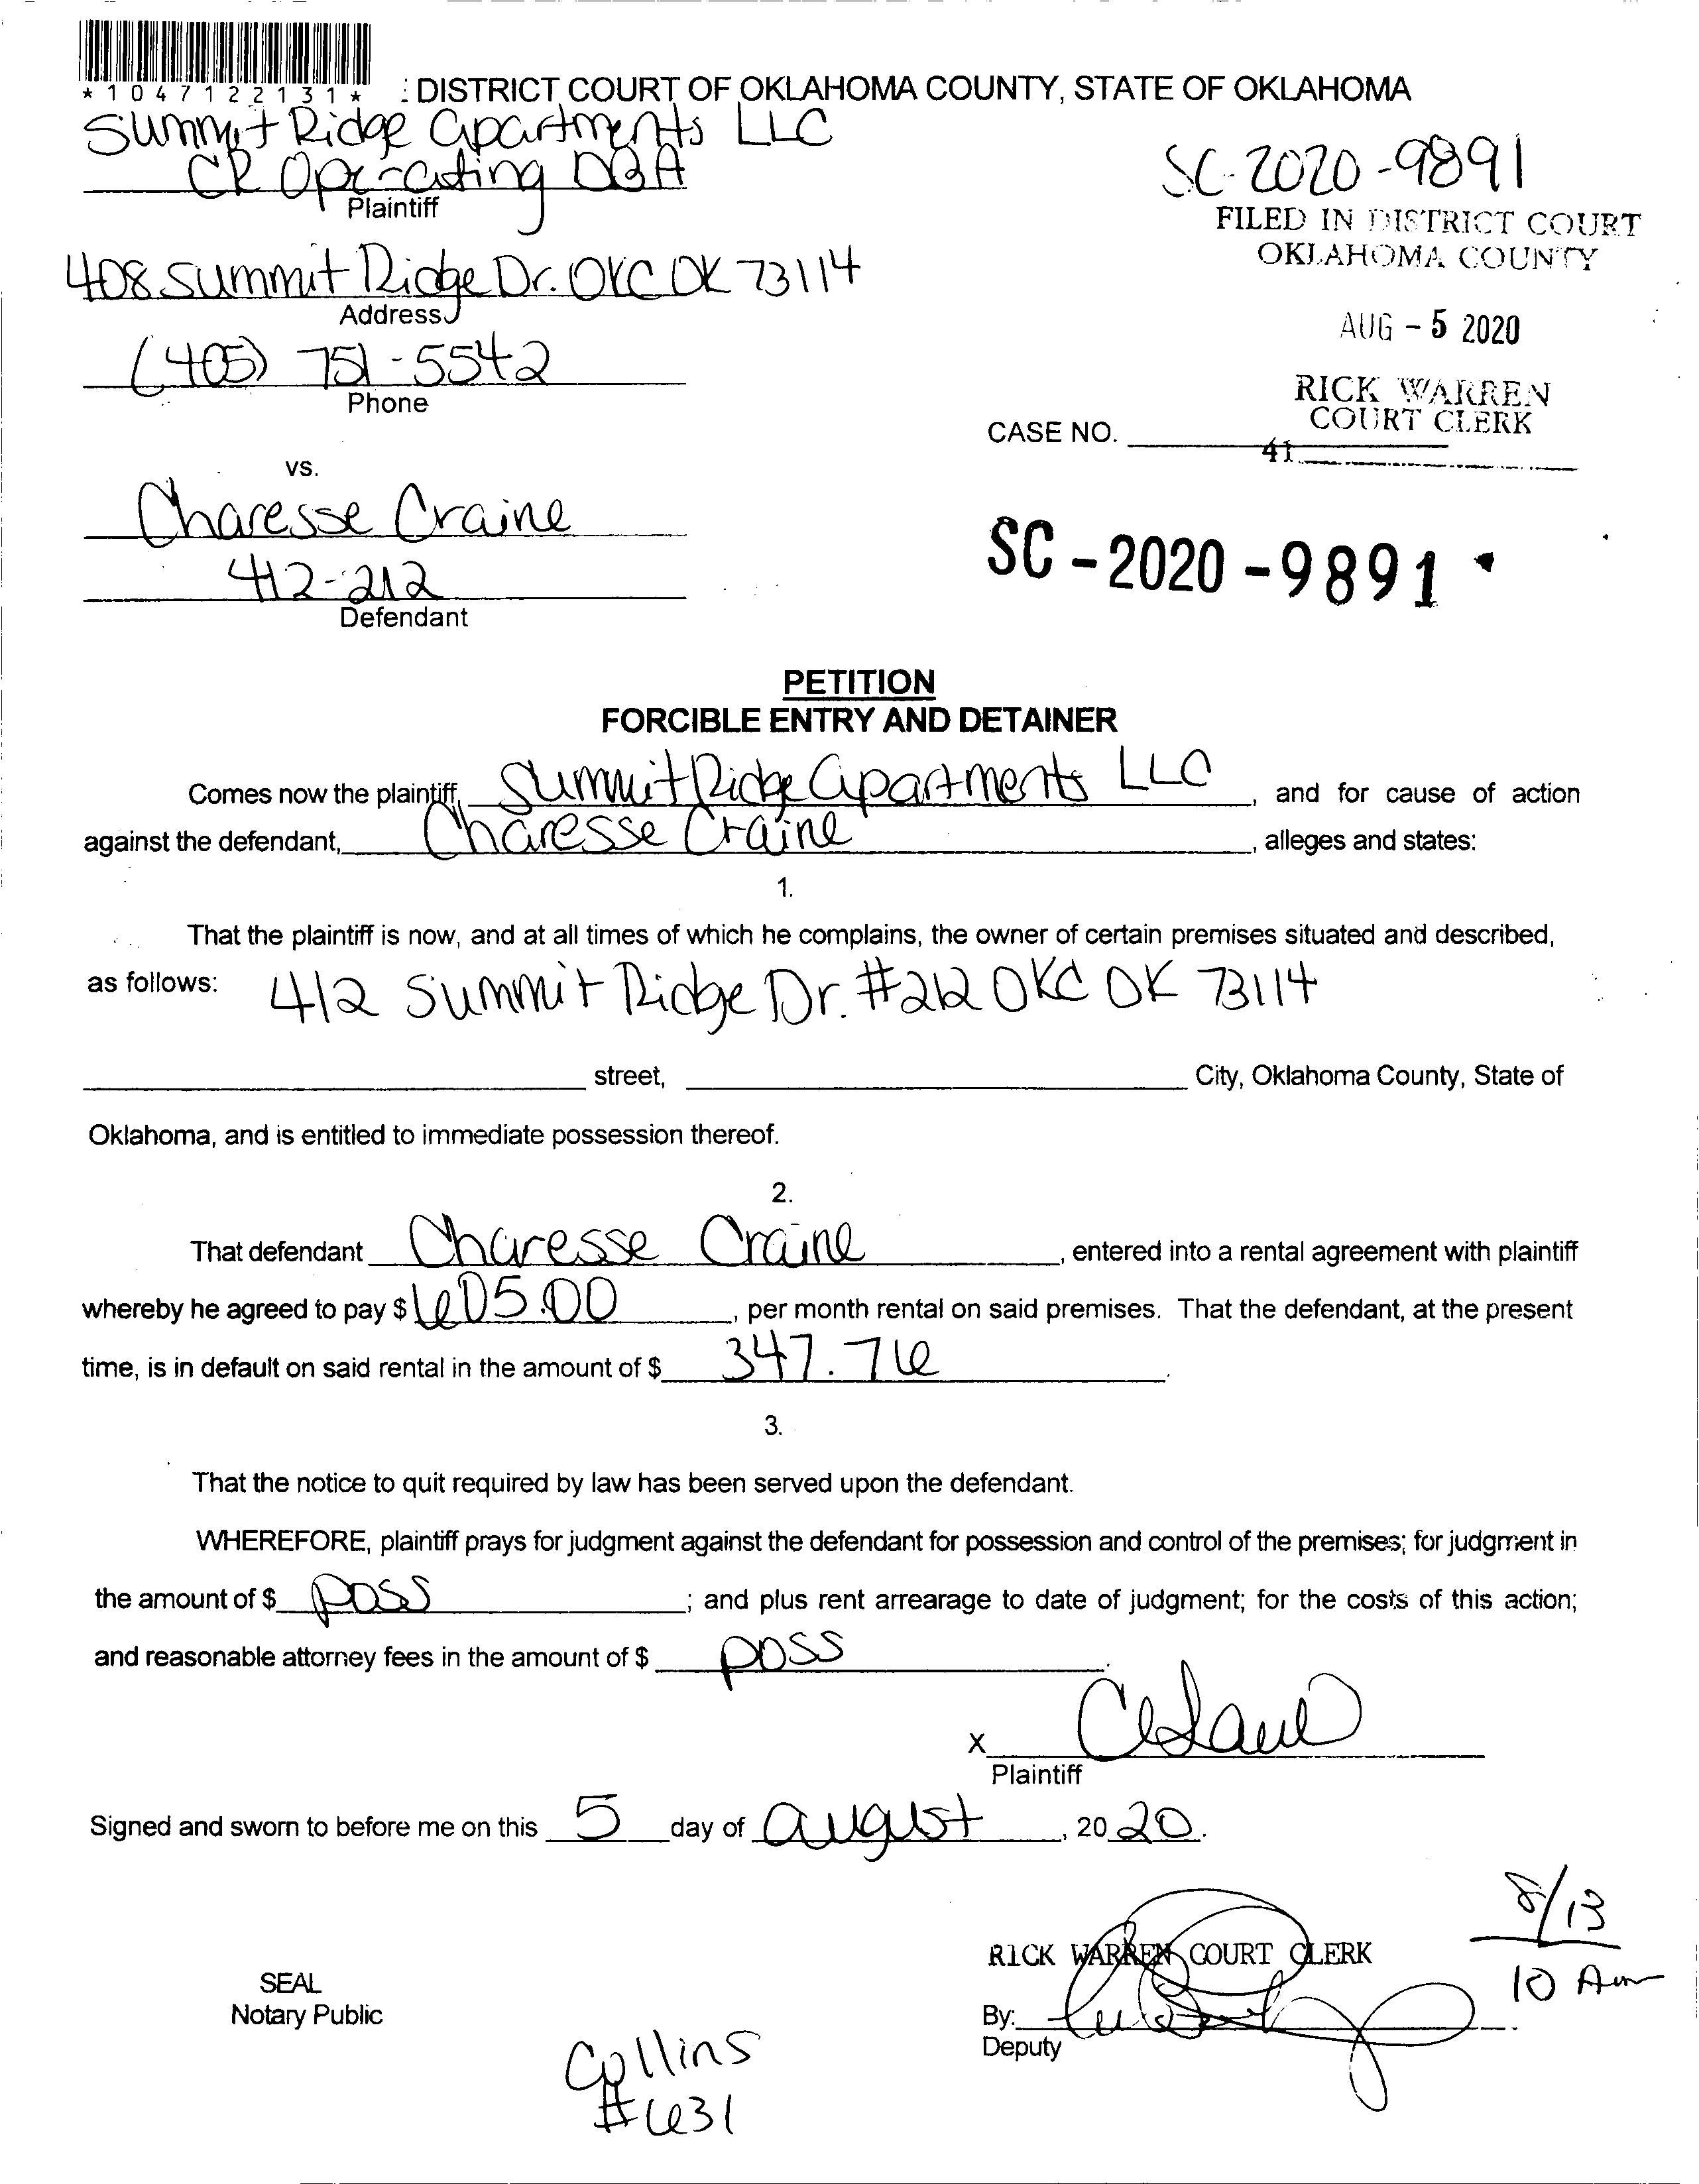 *1047122131*
: DISTRICT COURT OF OKLAHOMA COUNTY, STATE OF OKLAHOMA
Summit Ridge Apartments LLC
CR Operating DBA
Plaintiff
SC-2020-9891
FILED IN DISTRICT COURT
OKLAHOMA COUNTY
408 Summit Ridge Dr. OKC OK 73114
Address
AUG - 5 2020
(405) 751-5542
Phone
RICK WARREN
COURT CLERK
CASE NO.
41
vs.
Charesse Craine
412-212
Defendant
SC-2020-9891
PETITION
FORCIBLE ENTRY AND DETAINER
Comes now the plaintiff, Summit Ridge Apartments LLC, and for cause of action
against the defendant, Charesse Craine, alleges and states:
1.
That the plaintiff is now, and at all times of which he complains, the owner of certain premises situated and described,
as follows: 412 Summit Ridge Dr. #212 OKC OK 73114
street, City, Oklahoma County, State of
Oklahoma, and is entitled to immediate possession thereof.
2.
That defendant Charesse Craine, entered into a rental agreement with plaintiff
whereby he agreed to pay $ 605.00, per month rental on said premises. That the defendant, at the present
time, is in default on said rental in the amount of $ 347.76.
3.
That the notice to quit required by law has been served upon the defendant.
WHEREFORE, plaintiff prays for judgment against the defendant for possession and control of the premises; for judgment in
the amount of $ poss; and plus rent arrearage to date of judgment; for the costs of this action;
and reasonable attorney fees in the amount of $ poss.
X
Plaintiff
Signed and sworn to before me on this 5 day of August, 2020.
8/13
10 Am
RICK WARREN COURT CLERK
SEAL
Notary Public
By:
Deputy
Collins
#631